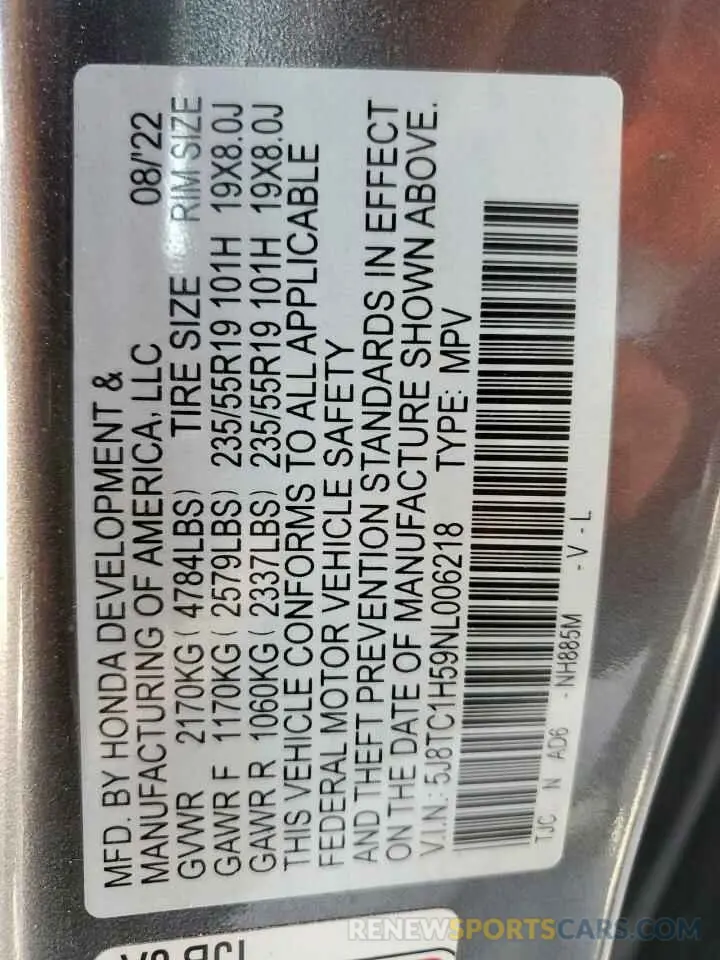 MFD. BY HONDA DEVELOPMENT & 08/'22
MANUFACTURING OF AMERICA, LLC
GVWR 2170KG ( 4784LBS) TIRE SIZE RIM SIZE
GAWR F 1170KG ( 2579LBS) 235/55R19 101H 19X8.0J
GAWR R 1060KG ( 2337LBS) 235/55R19 101H 19X8.0J
THIS VEHICLE CONFORMS TO ALL APPLICABLE
FEDERAL MOTOR VEHICLE SAFETY
AND THEFT PREVENTION STANDARDS IN EFFECT
ON THE DATE OF MANUFACTURE SHOWN ABOVE.
V.I.N.: 5J8TC1H59NL006218 TYPE: MPV
TJC N AD6 - NH885M - V - L
RENEWSPORTSCARS.COM